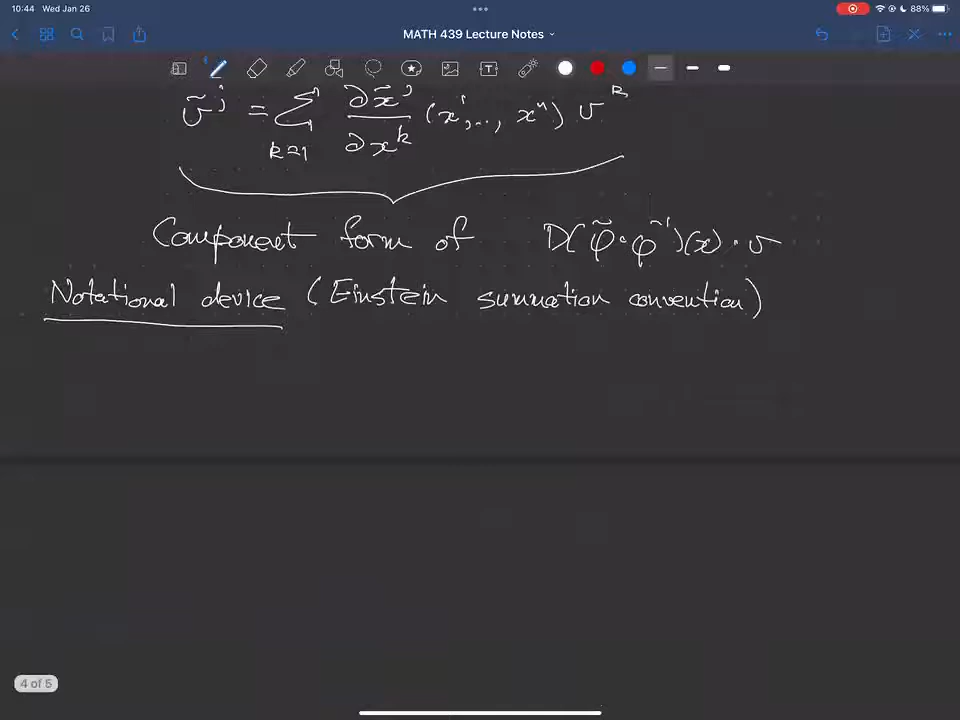 10:44 Wed Jan 26 88%
MATH 439 Lecture Notes
ṽ^j = Σ_{k=1}^n ∂x̃^j/∂x^k (x^1,..., x^n) v^k
Component form of D(φ̃∘φ^-1)(x)·v
Notational device (Einstein summation convention)
4 of 5